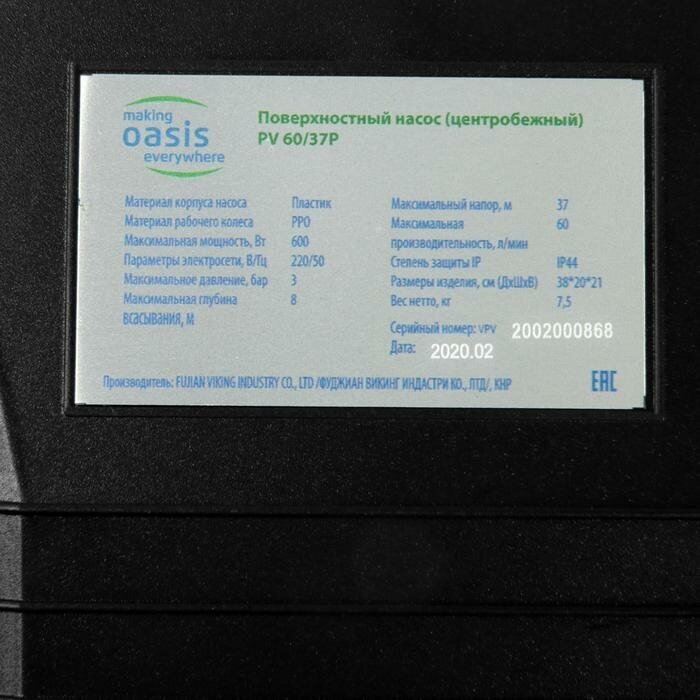 making
oasis
everywhere
Поверхностный насос (центробежный)
PV 60/37P
Материал корпуса насоса Пластик
Материал рабочего колеса PPO
Максимальная мощность, Вт 600
Параметры электросети, В/Гц 220/50
Максимальное давление, бар 3
Максимальная глубина 8
всасывания, м
Максимальный напор, м 37
Максимальная 60
производительность, л/мин
Степень защиты IP IP44
Размеры изделия, см (ДхШхВ) 38*20*21
Вес нетто, кг 7,5
Серийный номер: VPV 2002000868
Дата: 2020.02
Производитель: FUJIAN VIKING INDUSTRY CO., LTD /ФУДЖИАН ВИКИНГ ИНДАСТРИ КО., ЛТД/, КНР
EAC